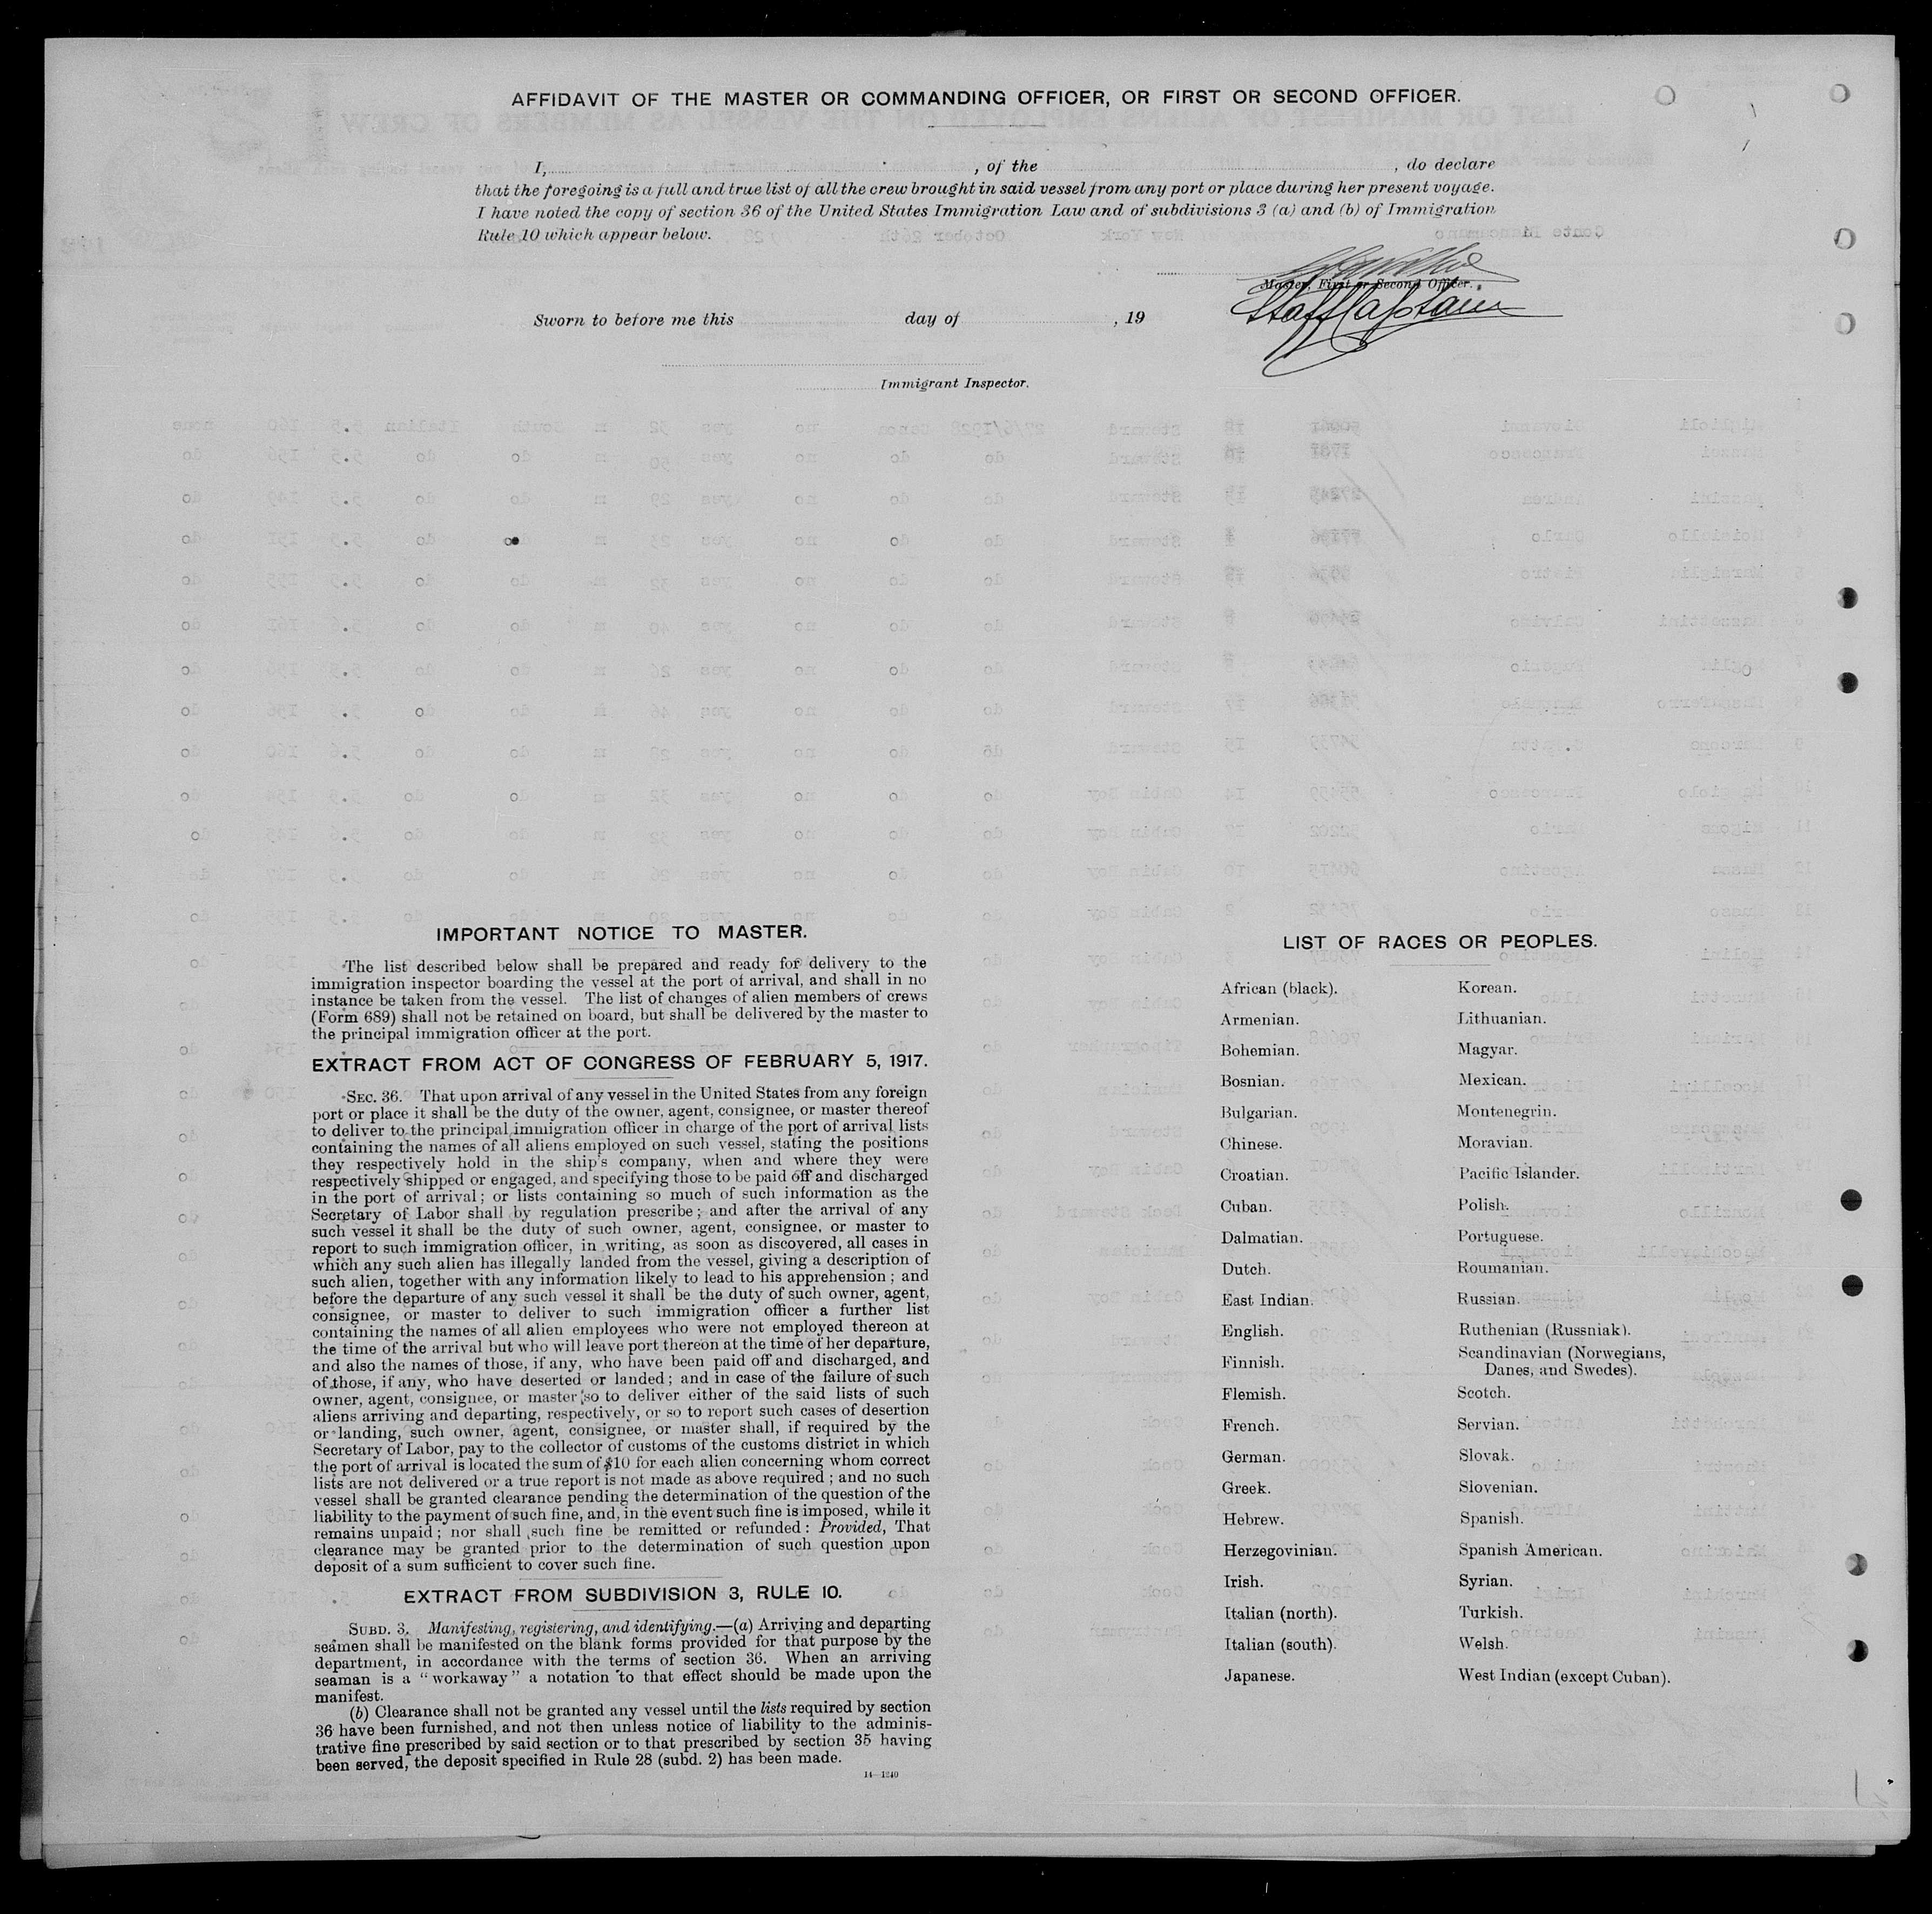 AFFIDAVIT OF THE MASTER OR COMMANDING OFFICER, OR FIRST OR SECOND OFFICER.
I, , of the , do declare
that the foregoing is a full and true list of all the crew brought in said vessel from any port or place during her present voyage.
I have noted the copy of section 36 of the United States Immigration Law and of subdivisions 3 (a) and (b) of Immigration
Rule 10 which appear below.
Master, First or Second Officer.
Staff Captain
Sworn to before me this day of , 19
Immigrant Inspector.
IMPORTANT NOTICE TO MASTER.
The list described below shall be prepared and ready for delivery to the
immigration inspector boarding the vessel at the port of arrival, and shall in no
instance be taken from the vessel. The list of changes of alien members of crews
(Form 689) shall not be retained on board, but shall be delivered by the master to
the principal immigration officer at the port.
EXTRACT FROM ACT OF CONGRESS OF FEBRUARY 5, 1917.
SEC. 36. That upon arrival of any vessel in the United States from any foreign
port or place it shall be the duty of the owner, agent, consignee, or master thereof
to deliver to the principal immigration officer in charge of the port of arrival lists
containing the names of all aliens employed on such vessel, stating the positions
they respectively hold in the ship's company, when and where they were
respectively shipped or engaged, and specifying those to be paid off and discharged
in the port of arrival; or lists containing so much of such information as the
Secretary of Labor shall by regulation prescribe; and after the arrival of any
such vessel it shall be the duty of such owner, agent, consignee, or master to
report to such immigration officer, in writing, as soon as discovered, all cases in
which any such alien has illegally landed from the vessel, giving a description of
such alien, together with any information likely to lead to his apprehension; and
before the departure of any such vessel it shall be the duty of such owner, agent,
consignee, or master to deliver to such immigration officer a further list
containing the names of all alien employees who were not employed thereon at
the time of the arrival but who will leave port thereon at the time of her departure,
and also the names of those, if any, who have been paid off and discharged, and
of those, if any, who have deserted or landed; and in case of the failure of such
owner, agent, consignee, or master so to deliver either of the said lists of such
aliens arriving and departing, respectively, or so to report such cases of desertion
or landing, such owner, agent, consignee, or master shall, if required by the
Secretary of Labor, pay to the collector of customs of the customs district in which
the port of arrival is located the sum of $10 for each alien concerning whom correct
lists are not delivered or a true report is not made as above required; and no such
vessel shall be granted clearance pending the determination of the question of the
liability to the payment of such fine, and, in the event such fine is imposed, while it
remains unpaid; nor shall such fine be remitted or refunded: Provided, That
clearance may be granted prior to the determination of such question upon
deposit of a sum sufficient to cover such fine.
EXTRACT FROM SUBDIVISION 3, RULE 10.
SUBD. 3. Manifesting, registering, and identifying.—(a) Arriving and departing
seamen shall be manifested on the blank forms provided for that purpose by the
department, in accordance with the terms of section 36. When an arriving
seaman is a "workaway" a notation to that effect should be made upon the
manifest.
(b) Clearance shall not be granted any vessel until the lists required by section
36 have been furnished, and not then unless notice of liability to the adminis-
trative fine prescribed by said section or to that prescribed by section 35 having
been served, the deposit specified in Rule 28 (subd. 2) has been made.
14—1240
LIST OF RACES OR PEOPLES.
African (black).
Armenian.
Bohemian.
Bosnian.
Bulgarian.
Chinese.
Croatian.
Cuban.
Dalmatian.
Dutch.
East Indian.
English.
Finnish.
Flemish.
French.
German.
Greek.
Hebrew.
Herzegovinian.
Irish.
Italian (north).
Italian (south).
Japanese.
Korean.
Lithuanian.
Magyar.
Mexican.
Montenegrin.
Moravian.
Pacific Islander.
Polish.
Portuguese.
Roumanian.
Russian.
Ruthenian (Russniak).
Scandinavian (Norwegians,
Danes, and Swedes).
Scotch.
Servian.
Slovak.
Slovenian.
Spanish.
Spanish American.
Syrian.
Turkish.
Welsh.
West Indian (except Cuban).